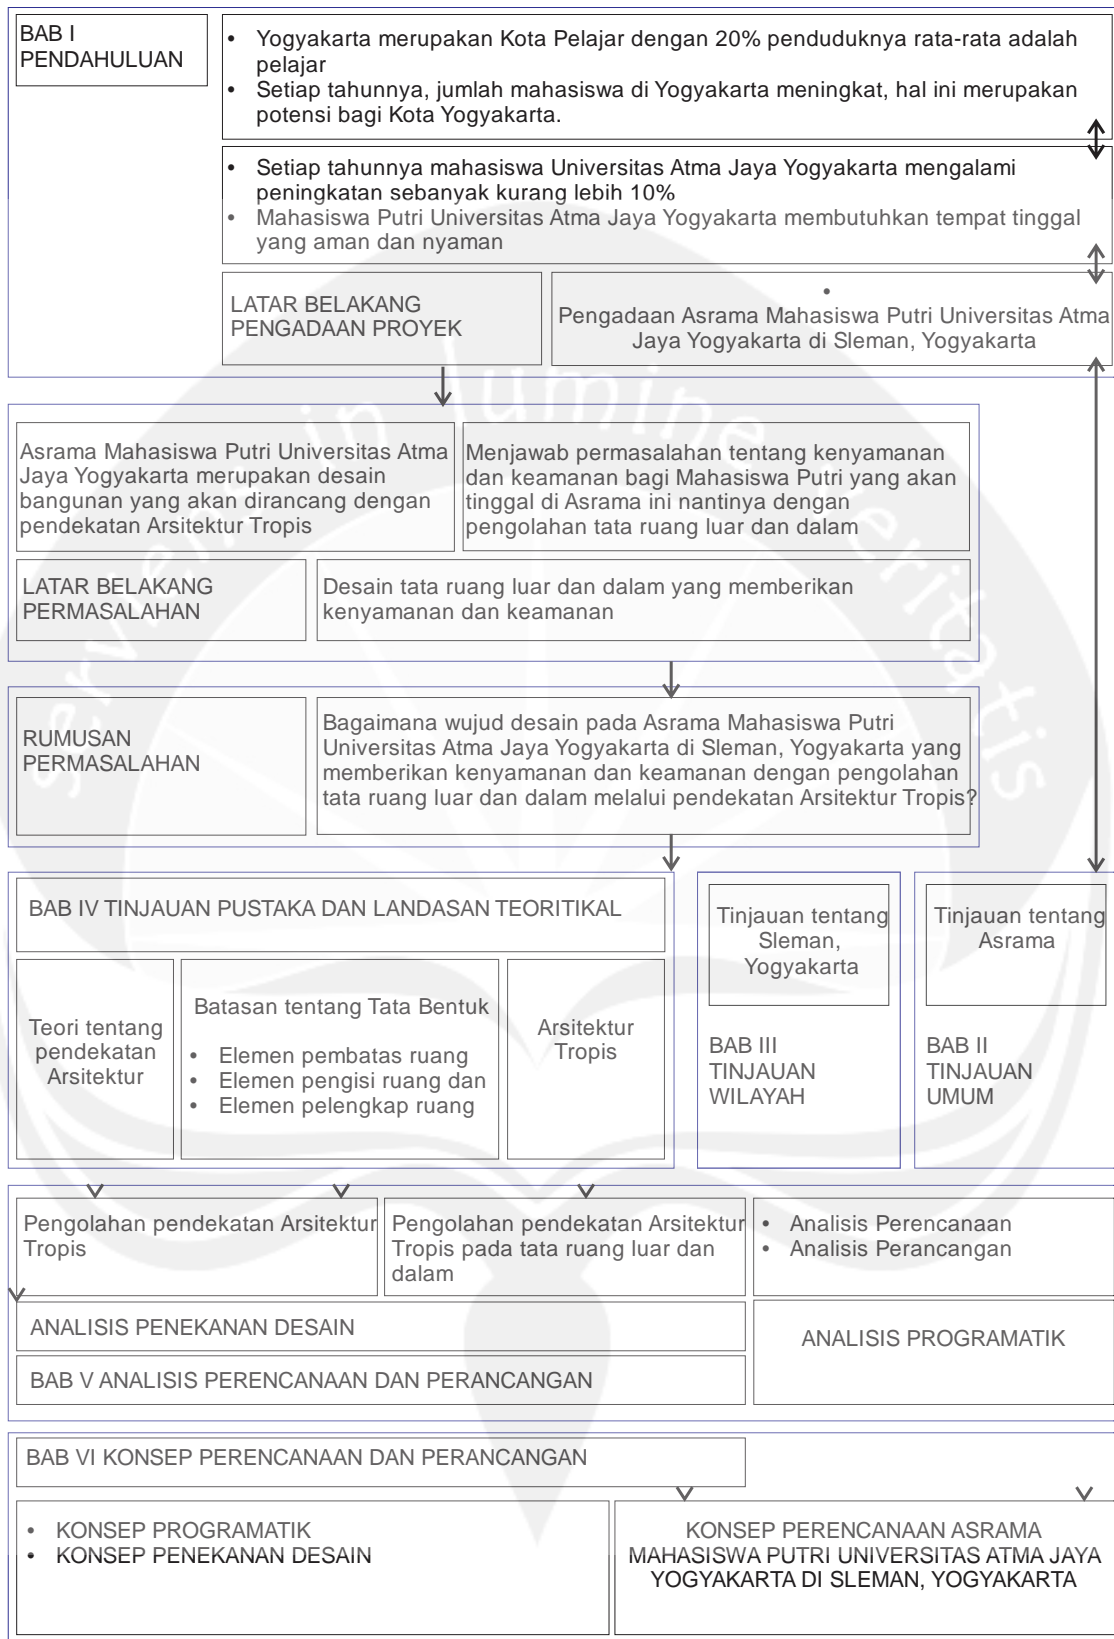 BAB I
PENDAHULUAN
• Yogyakarta merupakan Kota Pelajar dengan 20% penduduknya rata-rata adalah
pelajar
• Setiap tahunnya, jumlah mahasiswa di Yogyakarta meningkat, hal ini merupakan
potensi bagi Kota Yogyakarta.
• Setiap tahunnya mahasiswa Universitas Atma Jaya Yogyakarta mengalami
peningkatan sebanyak kurang lebih 10%
• Mahasiswa Putri Universitas Atma Jaya Yogyakarta membutuhkan tempat tinggal
yang aman dan nyaman
LATAR BELAKANG
PENGADAAN PROYEK
•
Pengadaan Asrama Mahasiswa Putri Universitas Atma
Jaya Yogyakarta di Sleman, Yogyakarta
serviens in lumine veritatis
Asrama Mahasiswa Putri Universitas Atma
Jaya Yogyakarta merupakan desain
bangunan yang akan dirancang dengan
pendekatan Arsitektur Tropis
Menjawab permasalahan tentang kenyamanan
dan keamanan bagi Mahasiswa Putri yang akan
tinggal di Asrama ini nantinya dengan
pengolahan tata ruang luar dan dalam
LATAR BELAKANG
PERMASALAHAN
Desain tata ruang luar dan dalam yang memberikan
kenyamanan dan keamanan
RUMUSAN
PERMASALAHAN
Bagaimana wujud desain pada Asrama Mahasiswa Putri
Universitas Atma Jaya Yogyakarta di Sleman, Yogyakarta yang
memberikan kenyamanan dan keamanan dengan pengolahan
tata ruang luar dan dalam melalui pendekatan Arsitektur Tropis?
BAB IV TINJAUAN PUSTAKA DAN LANDASAN TEORITIKAL
Teori tentang
pendekatan
Arsitektur
Batasan tentang Tata Bentuk
• Elemen pembatas ruang
• Elemen pengisi ruang dan
• Elemen pelengkap ruang
Arsitektur
Tropis
Tinjauan tentang
Sleman,
Yogyakarta
BAB III
TINJAUAN
WILAYAH
Tinjauan tentang
Asrama
BAB II
TINJAUAN
UMUM
Pengolahan pendekatan Arsitektur
Tropis
Pengolahan pendekatan Arsitektur
Tropis pada tata ruang luar dan
dalam
• Analisis Perencanaan
• Analisis Perancangan
ANALISIS PENEKANAN DESAIN
ANALISIS PROGRAMATIK
BAB V ANALISIS PERENCANAAN DAN PERANCANGAN
BAB VI KONSEP PERENCANAAN DAN PERANCANGAN
• KONSEP PROGRAMATIK
• KONSEP PENEKANAN DESAIN
KONSEP PERENCANAAN ASRAMA
MAHASISWA PUTRI UNIVERSITAS ATMA JAYA
YOGYAKARTA DI SLEMAN, YOGYAKARTA